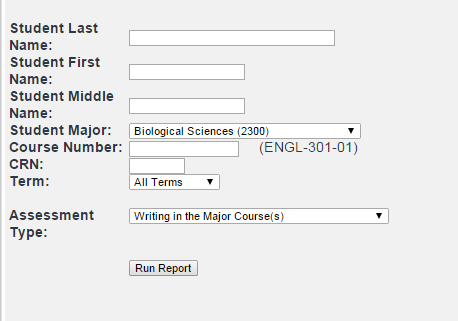 Student Last
Name:
Student First
Name:
Student Middle
Name:
Student Major: Biological Sciences (2300)
Course Number: (ENGL-301-01)
CRN:
Term: All Terms
Assessment Writing in the Major Course(s)
Type:
Run Report